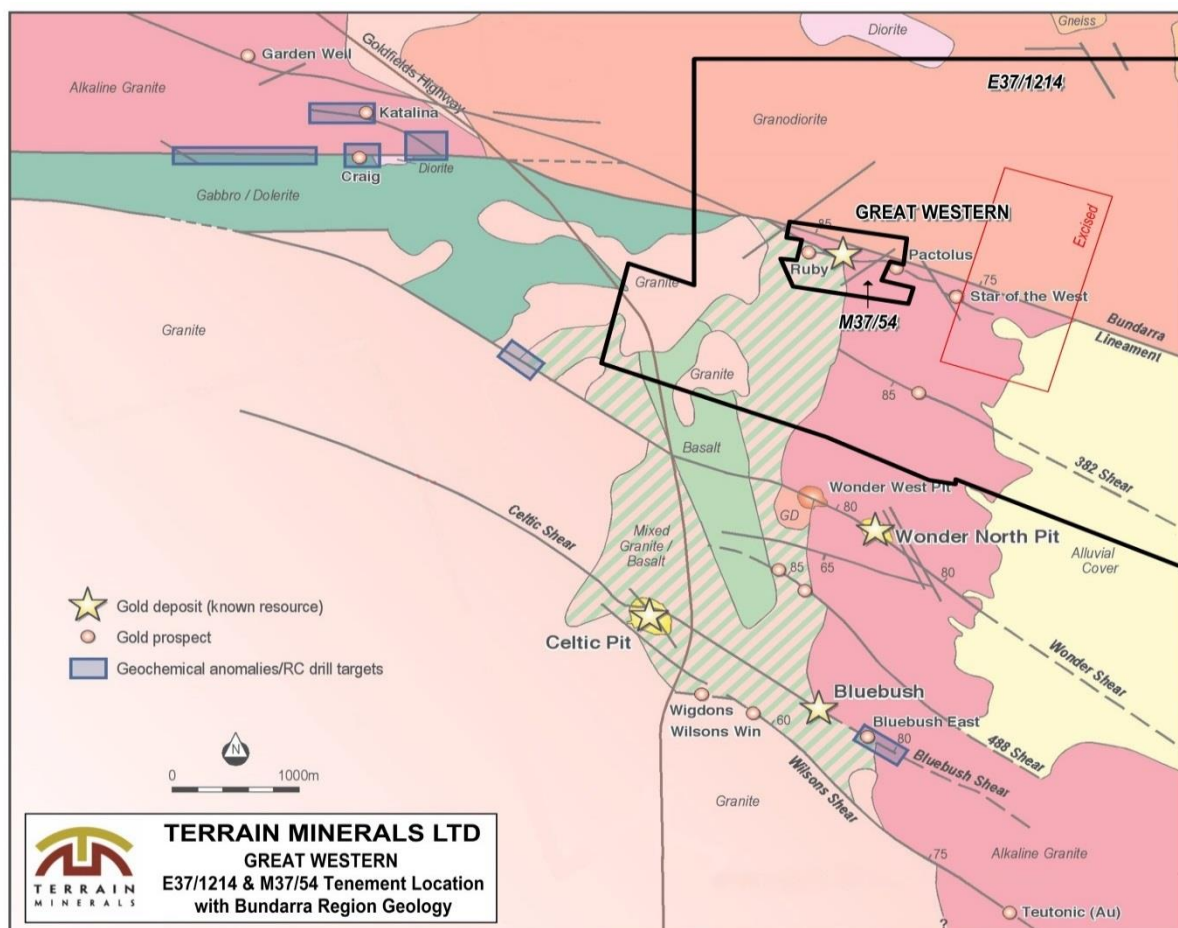 Gneiss
Diorite
Garden Well
Goldfields Highway
E37/1214
Alkaline Granite
Katalina
Granodiorite
Craig
Diorite
Gabbro / Dolerite
Excised
85
GREAT WESTERN
Ruby
Pactolus
75
Star of the West
Granite
M37/54
Bundarra
Lineament
Granite
Granite
85
Basalt
382 Shear
Wonder West Pit
80
GD
Celtic Shear
Mixed
Granite /
Basalt
Wonder North Pit
Alluvial
Cover
85
65
80
Gold deposit (known resource)
Gold prospect
Geochemical anomalies/RC drill targets
Celtic Pit
Wonder Shear
Bluebush
Wigdons
Wilsons Win
60
Bluebush East
80
488 Shear
Bluebush Shear
N
0 1000m
Wilsons Shear
Granite
TERRAIN MINERALS LTD
GREAT WESTERN
E37/1214 & M37/54 Tenement Location
with Bundarra Region Geology
TERRAIN
MINERALS
75
Alkaline Granite
Teutonic (Au)
?